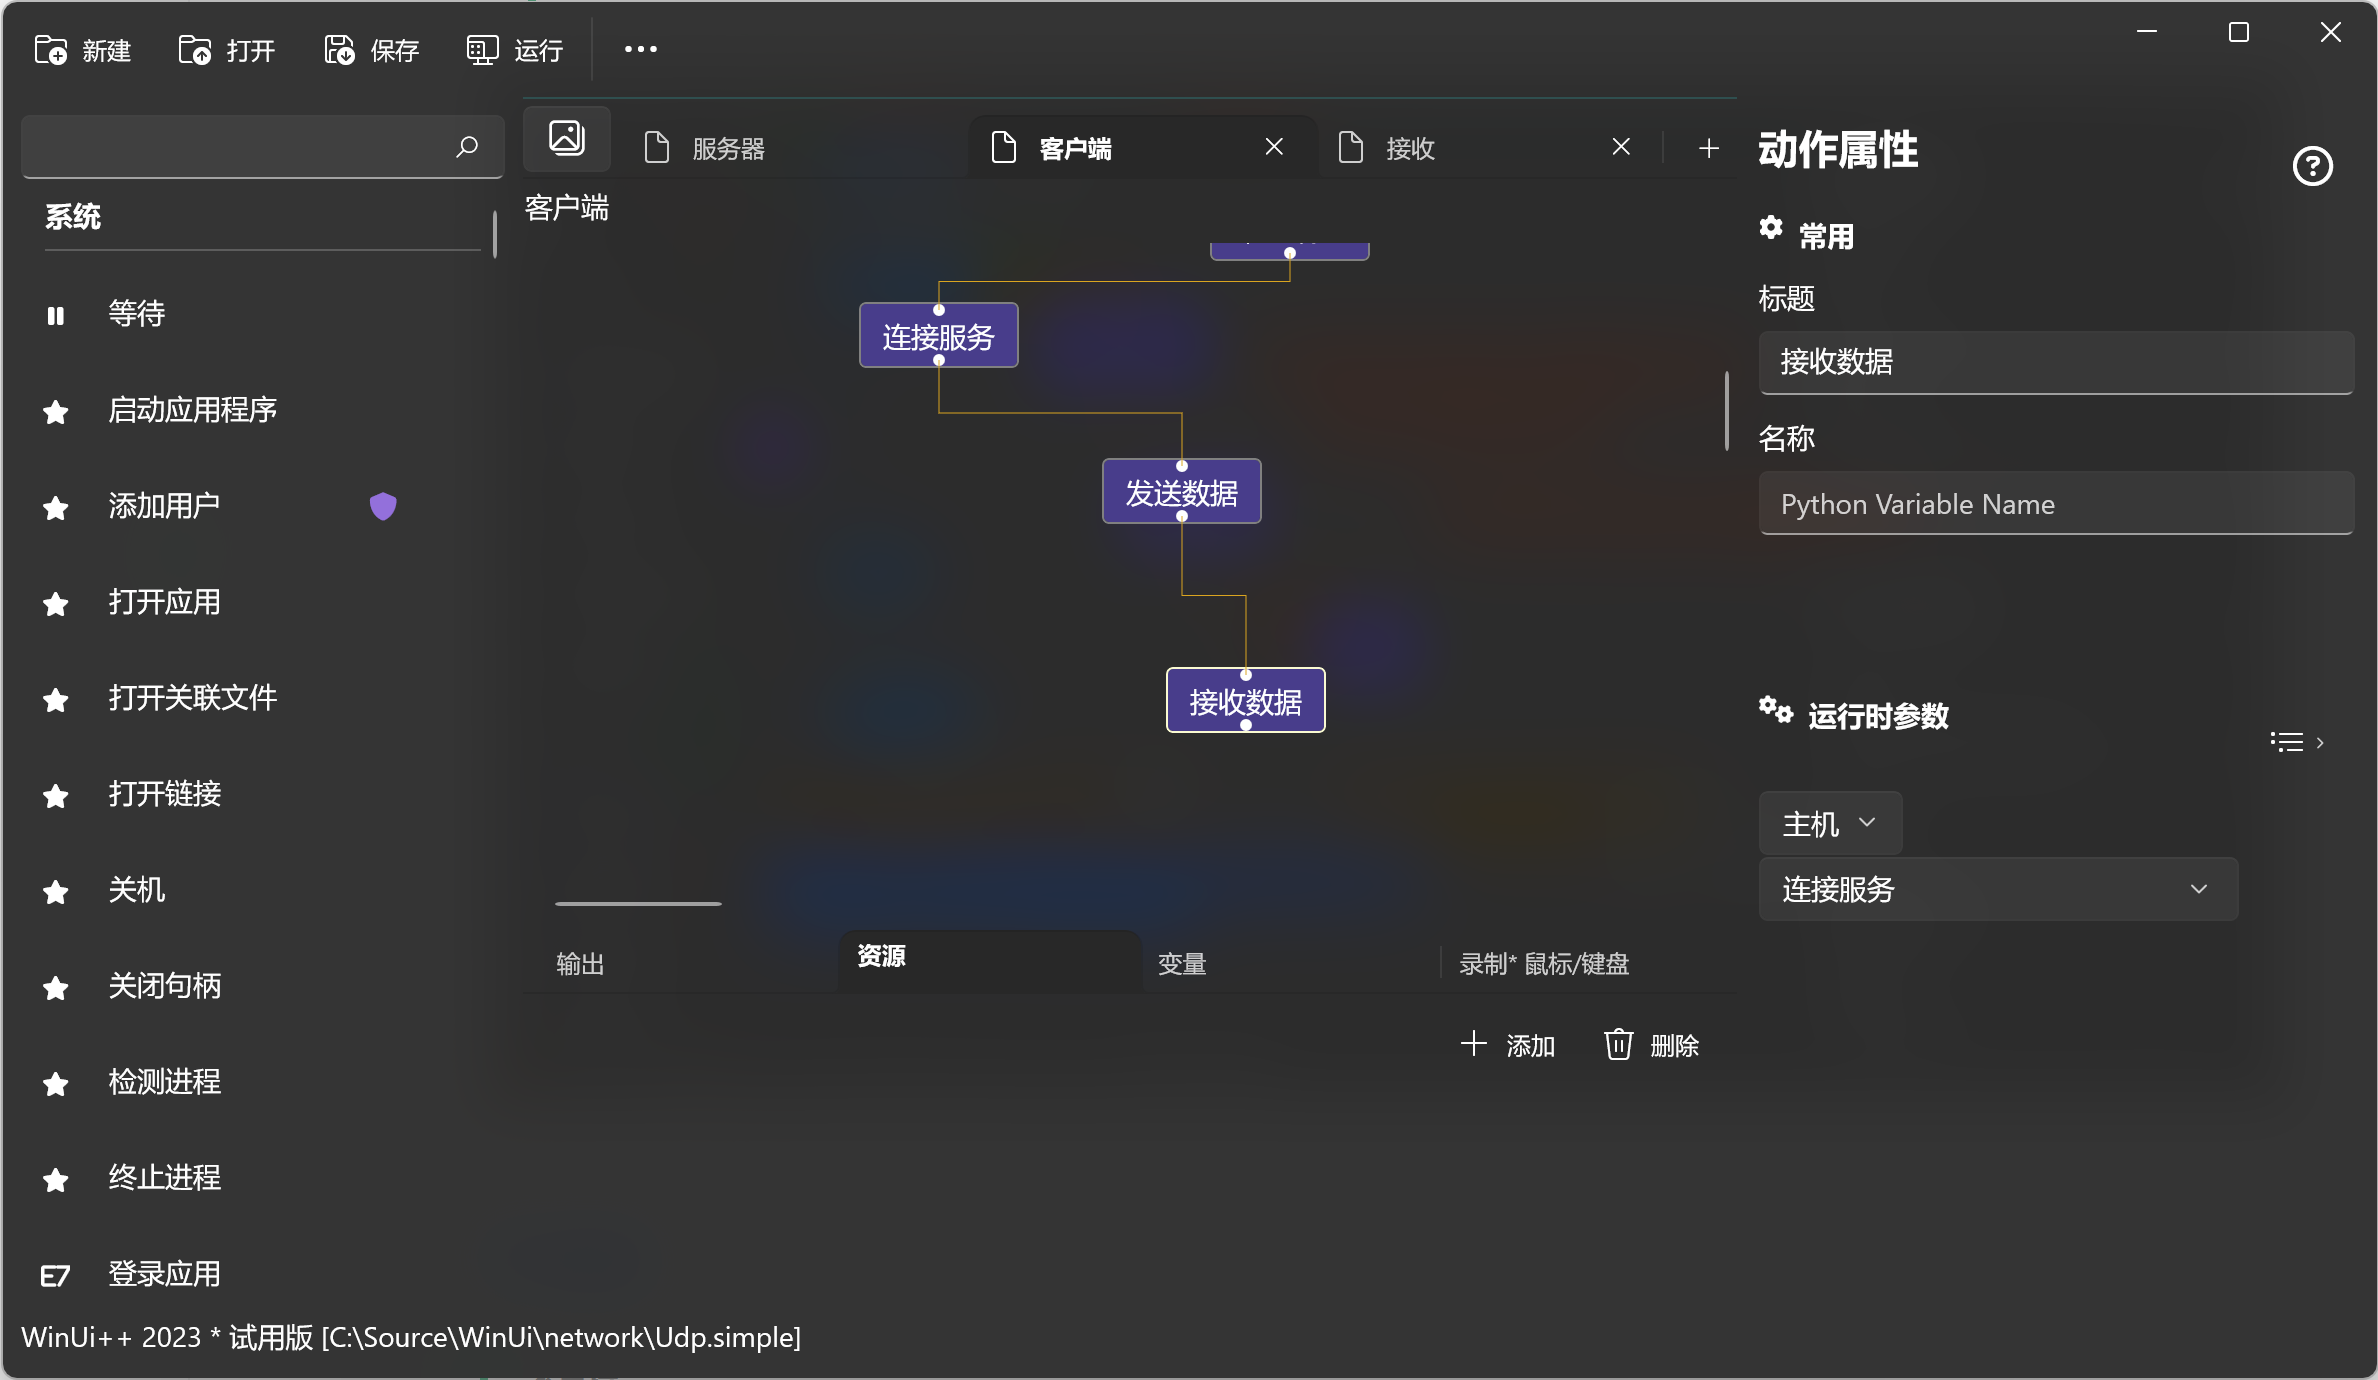 新建 打开 保存 运行
服务器 客户端 接收
系统
等待
启动应用程序
添加用户
打开应用
打开关联文件
打开链接
关机
关闭句柄
检测进程
终止进程
E7 登录应用
客户端
连接服务
发送数据
接收数据
输出 资源 变量 录制* 鼠标/键盘
添加 删除
动作属性
常用
标题
接收数据
名称
Python Variable Name
运行时参数
主机
连接服务
WinUi++ 2023 * 试用版 [C:\Source\WinUi\network\Udp.simple]